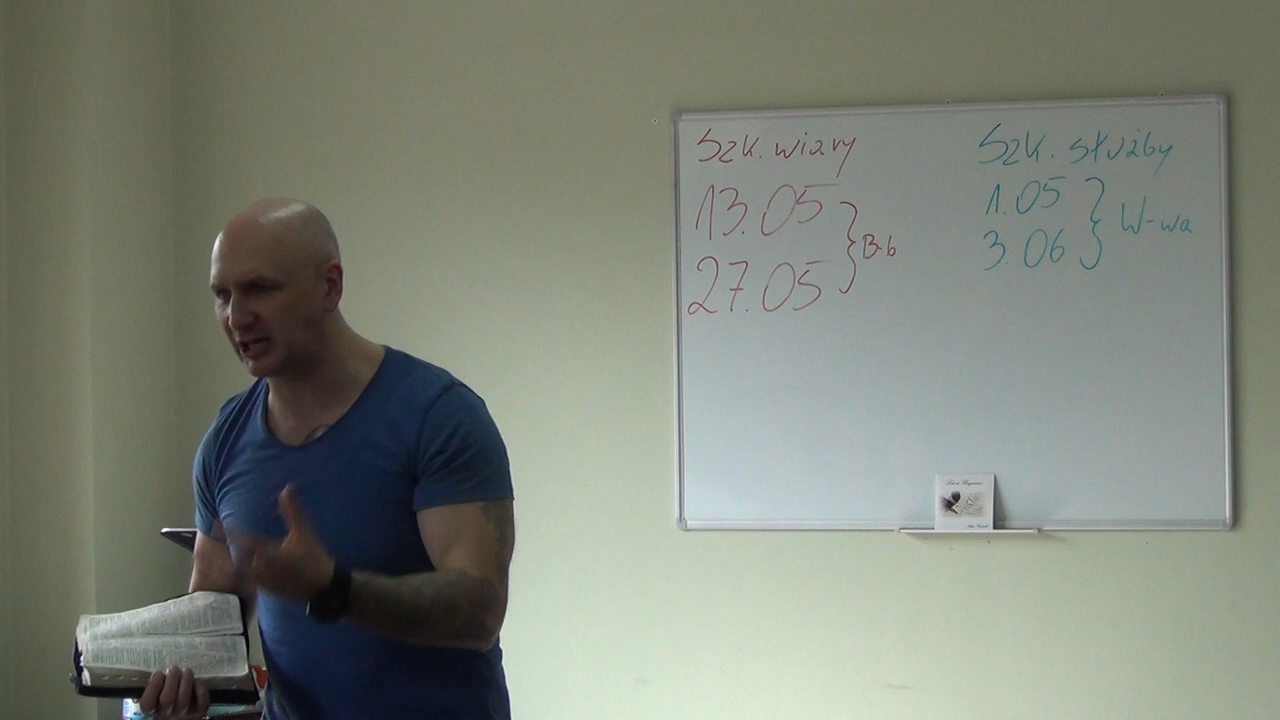 Szk. wiary
13.05
27.05
B-b
Szk. służby
1.05
3.06
W-wa